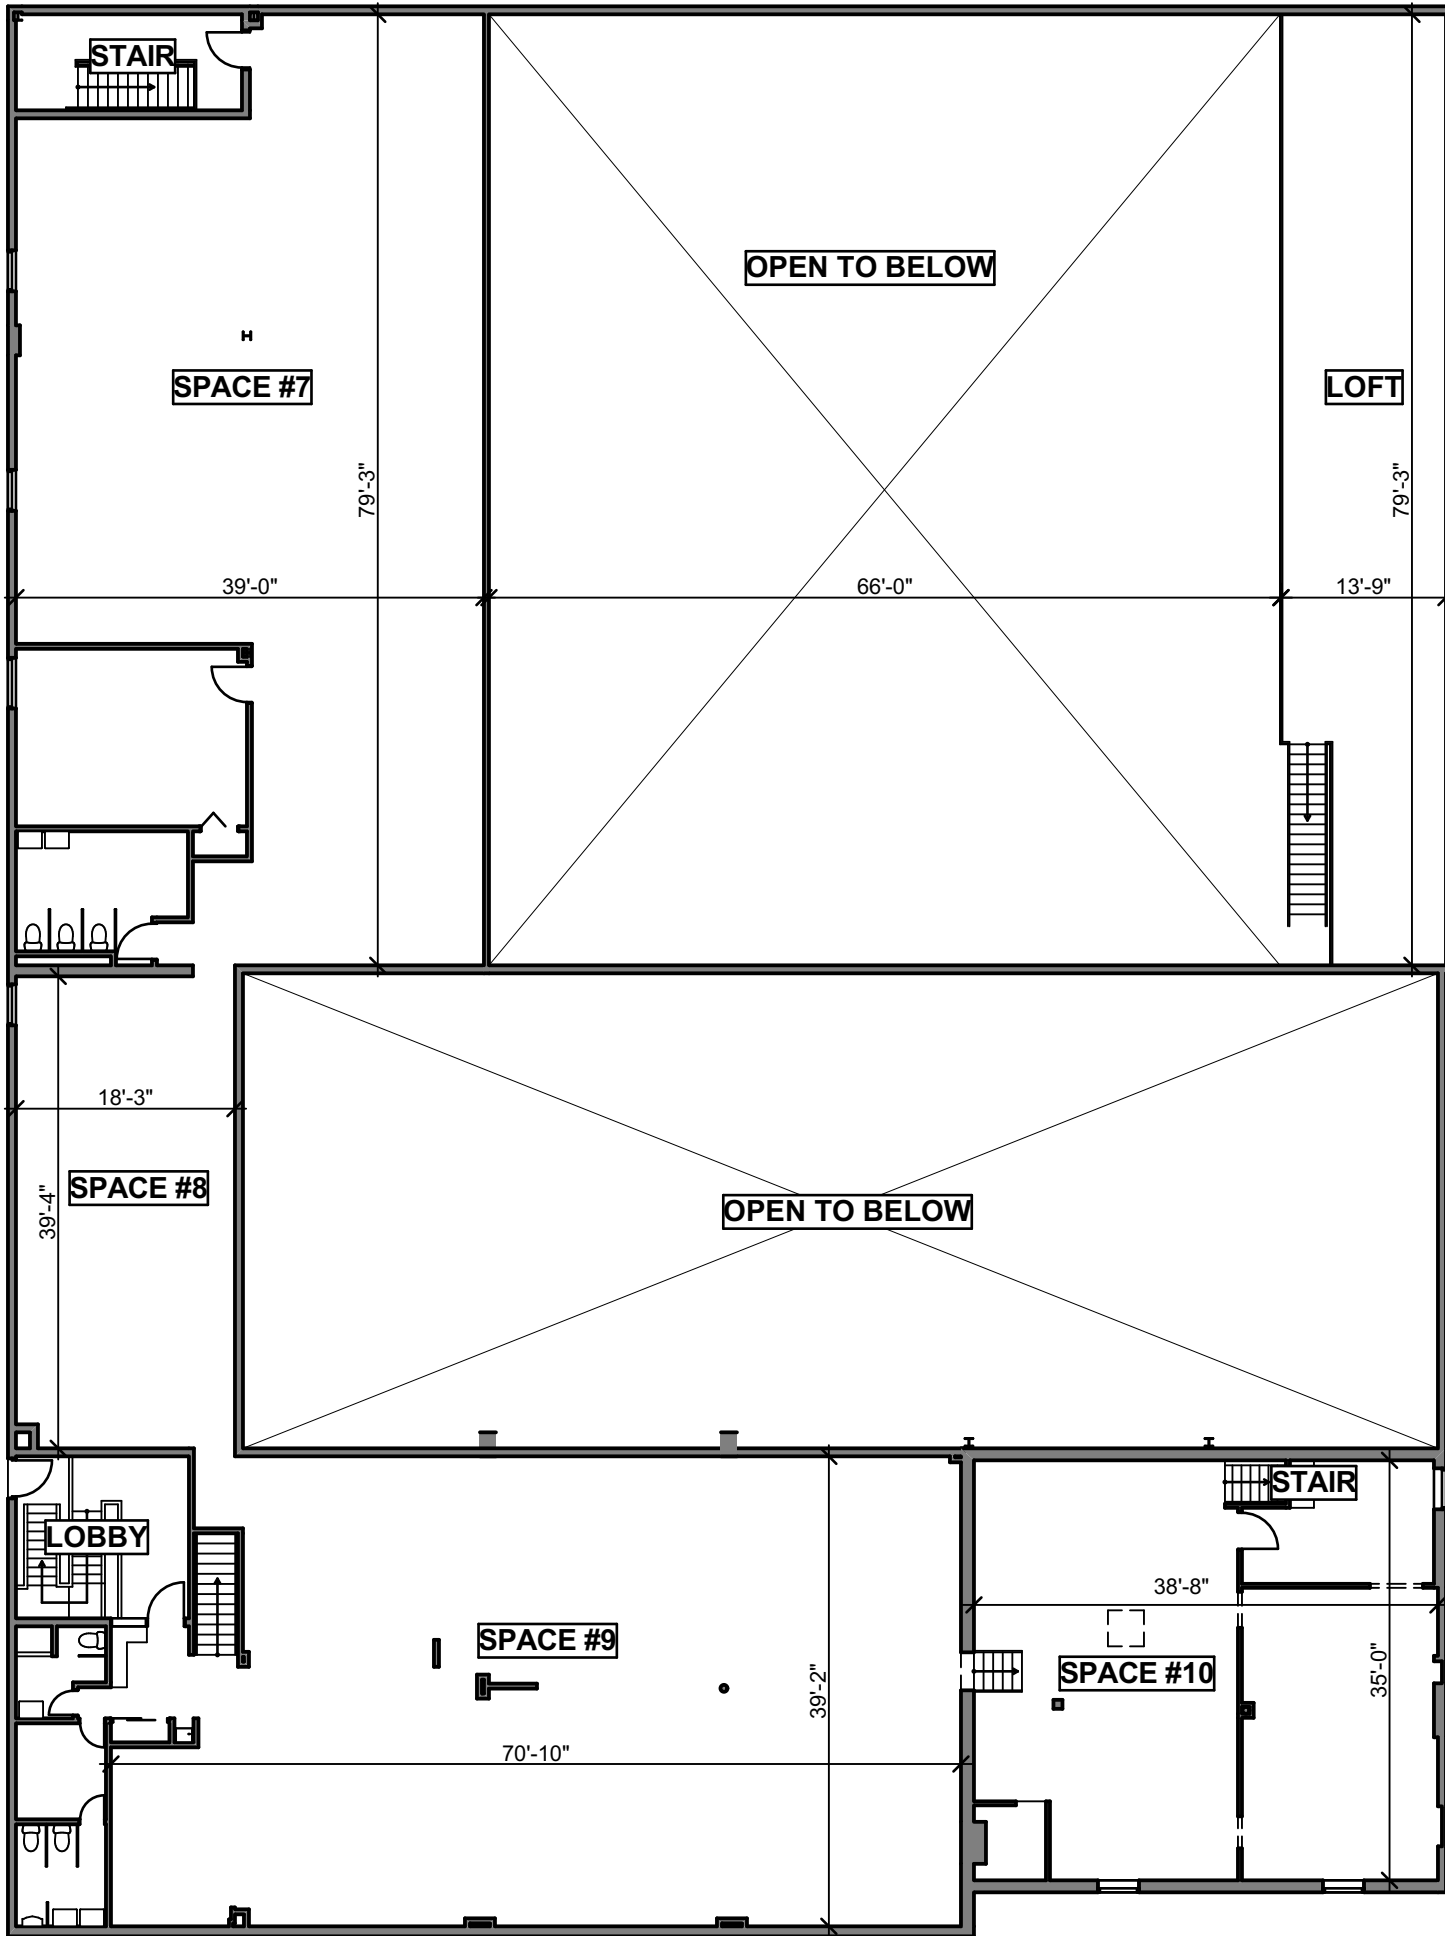 STAIR
OPEN TO BELOW
SPACE #7
LOFT
79'-3"
79'-3"
39'-0"
66'-0"
13'-9"
18'-3"
SPACE #8
39'-4"
OPEN TO BELOW
STAIR
LOBBY
38'-8"
SPACE #9
SPACE #10
39'-2"
35'-0"
70'-10"